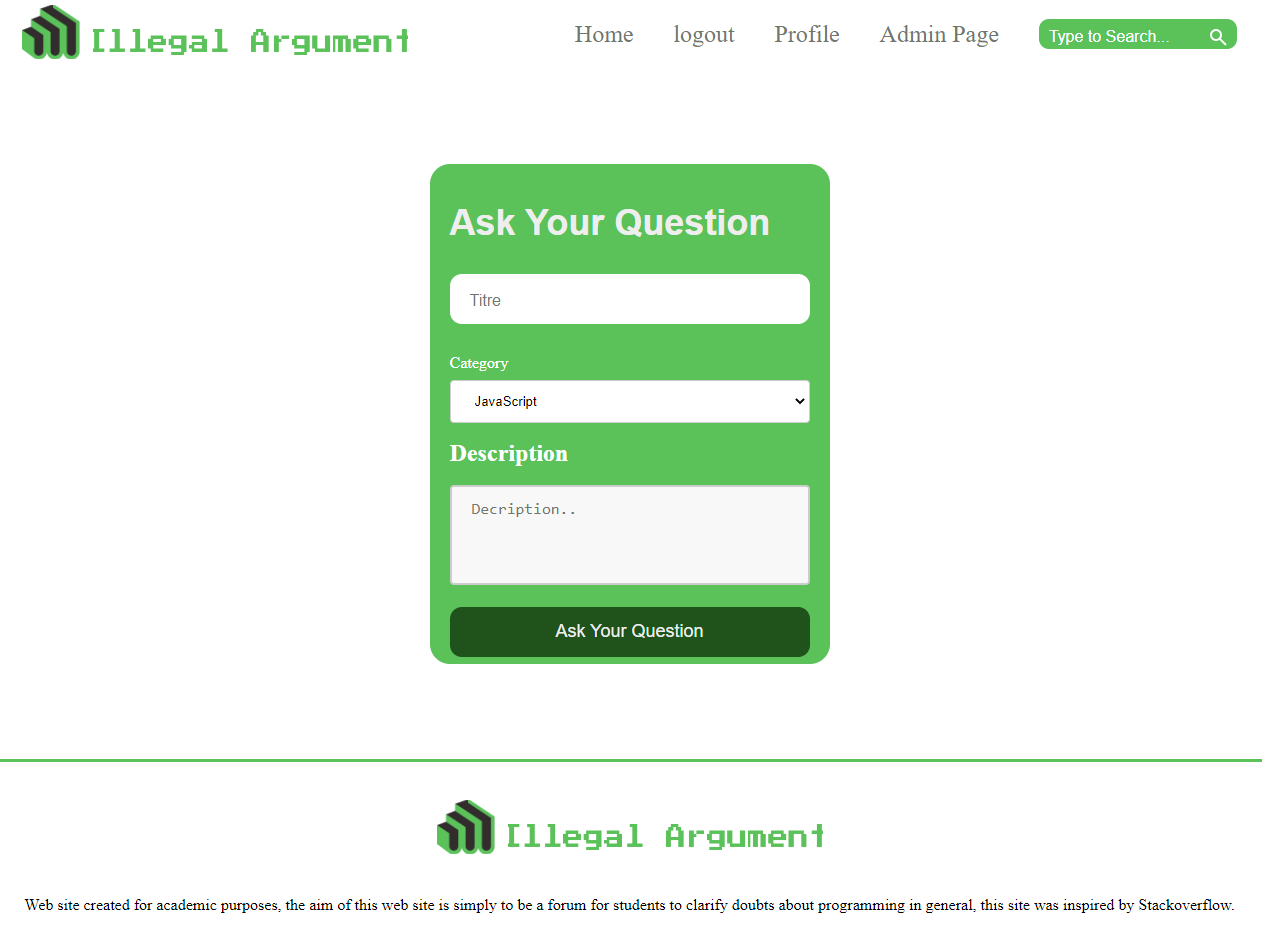 Illegal Argument Home logout Profile Admin Page Type to Search...
Ask Your Question
Titre
Category
JavaScript
Description
Decription..
Ask Your Question
Illegal Argument
Web site created for academic purposes, the aim of this web site is simply to be a forum for students to clarify doubts about programming in general, this site was inspired by Stackoverflow.